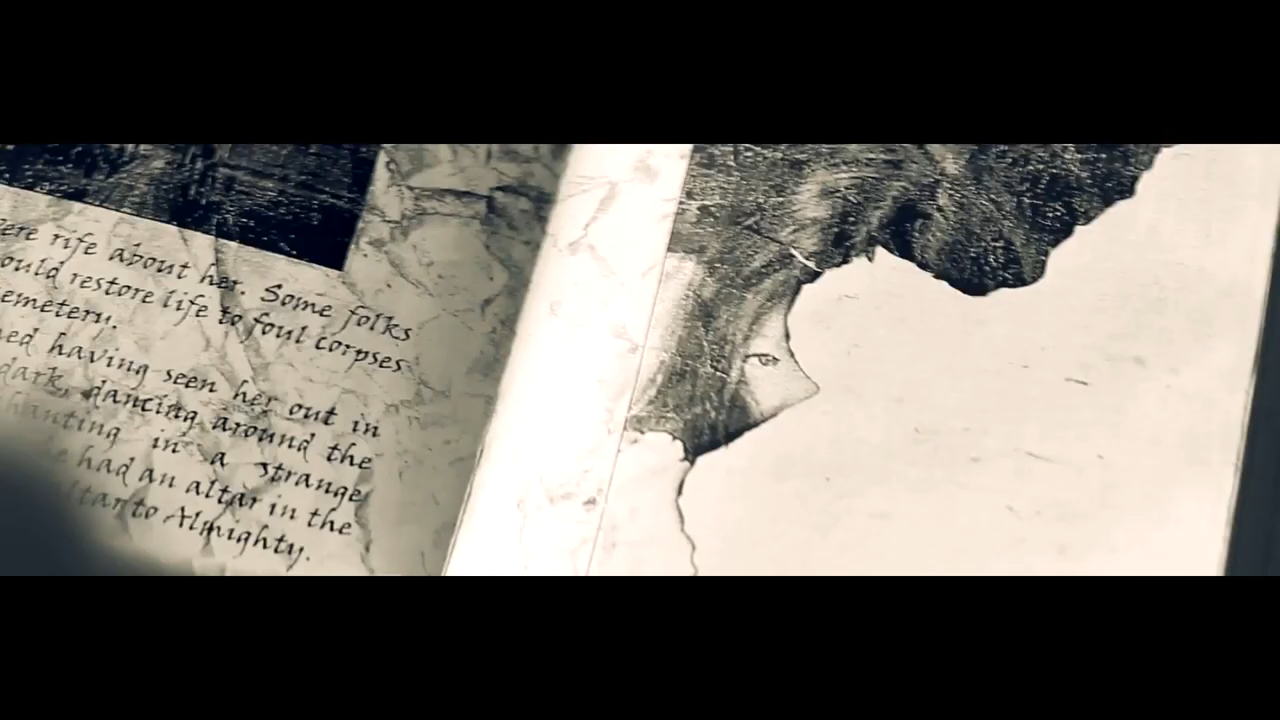 ere rife about her. Some folks
ould restore life to foul corpses
emetery.
ed having seen her out in
dark, dancing around the
hanting in a strange
e had an altar in the
ltar to Almighty.